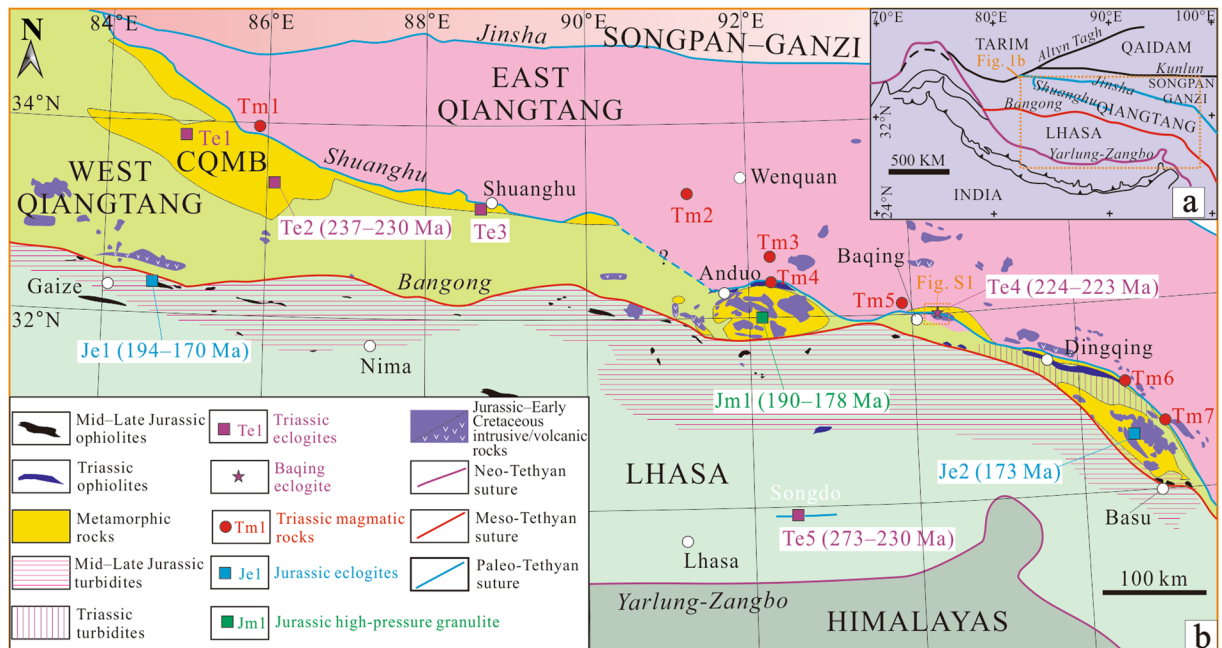 84°E
86°E
88°E
90°E
92°E
N
34°N
32°N
Jinsha
SONGPAN–GANZI
EAST
QIANGTANG
Tm1
Te1
CQMB
Shuanghu
WEST
QIANGTANG
Te2 (237–230 Ma)
Shuanghu
Te3
Wenquan
Tm2
Tm3
Tm4
Anduo
?
Baqing
Fig. S1
Te4 (224–223 Ma)
Tm5
Gaize
Bangong
Je1 (194–170 Ma)
Nima
Dingqing
Tm6
Tm7
Jm1 (190–178 Ma)
Je2 (173 Ma)
LHASA
Songdo
Te5 (273–230 Ma)
Basu
Lhasa
100 km
Yarlung-Zangbo
HIMALAYAS
b
70°E
80°E
90°E
100°E
TARIM
Altyn Tagh
QAIDAM
Fig. 1b
Kunlun
Jinsha
SONGPAN
GANZI
Shuanghu
QIANGTANG
Bangong
32°N
LHASA
500 KM
Yarlung-Zangbo
INDIA
24°N
a
Mid–Late Jurassic
ophiolites
Te1
Triassic
eclogites
Jurassic–Early
Cretaceous
intrusive/volcanic
rocks
Triassic
ophiolites
Baqing
eclogite
Neo-Tethyan
suture
Metamorphic
rocks
Tm1
Triassic magmatic
rocks
Meso-Tethyan
suture
Mid–Late Jurassic
turbidites
Je1
Jurassic eclogites
Paleo-Tethyan
suture
Triassic
turbidites
Jm1
Jurassic high-pressure granulite